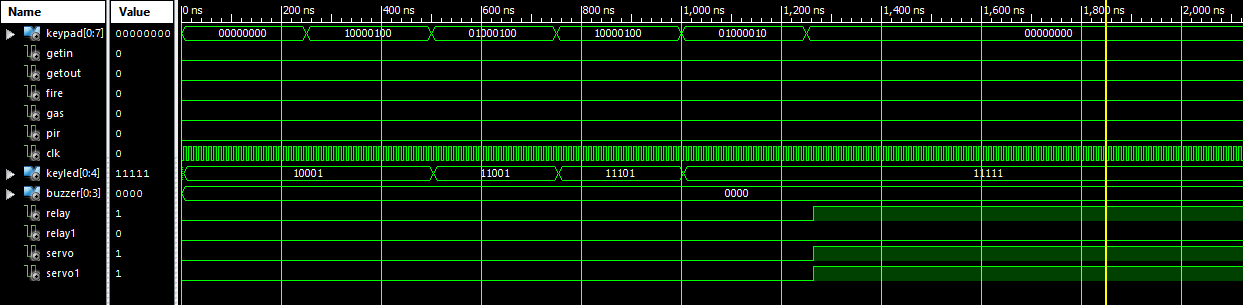 Name Value 0 ns 200 ns 400 ns 600 ns 800 ns 1,000 ns 1,200 ns 1,400 ns 1,600 ns 1,800 ns 2,000 ns
keypad[0:7] 00000000 00000000 10000100 01000100 10000100 01000010 00000000
getin 0
getout 0
fire 0
gas 0
pir 0
clk 0
keyled[0:4] 11111 10001 11001 11101 11111
buzzer[0:3] 0000 0000
relay 1
relay1 0
servo 1
servo1 1